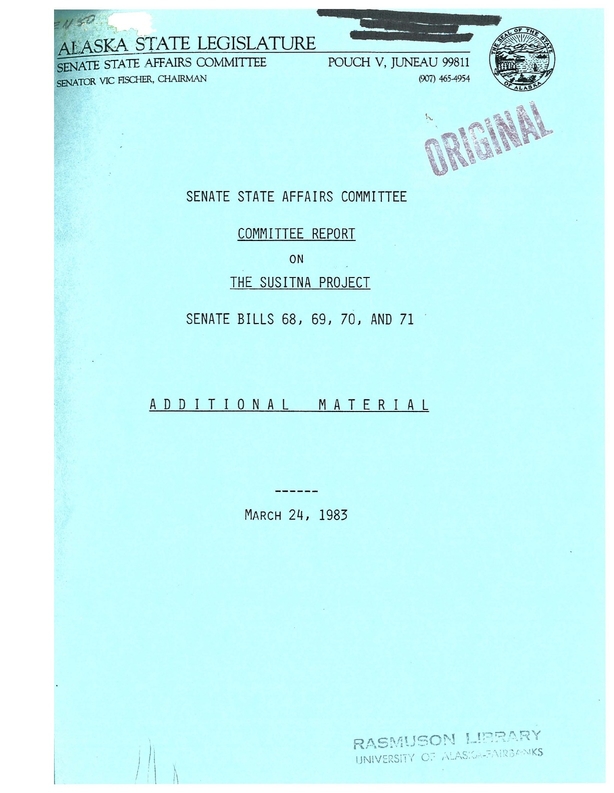 ALASKA STATE LEGISLATURE
SENATE STATE AFFAIRS COMMITTEE POUCH V, JUNEAU 99811
SENATOR VIC FISCHER, CHAIRMAN (907) 465-4954
ORIGINAL
SENATE STATE AFFAIRS COMMITTEE
COMMITTEE REPORT
ON
THE SUSITNA PROJECT
SENATE BILLS 68, 69, 70, AND 71
ADDITIONAL MATERIAL
------
MARCH 24, 1983
RASMUSON LIBRARY
UNIVERSITY OF ALASKA-FAIRBANKS